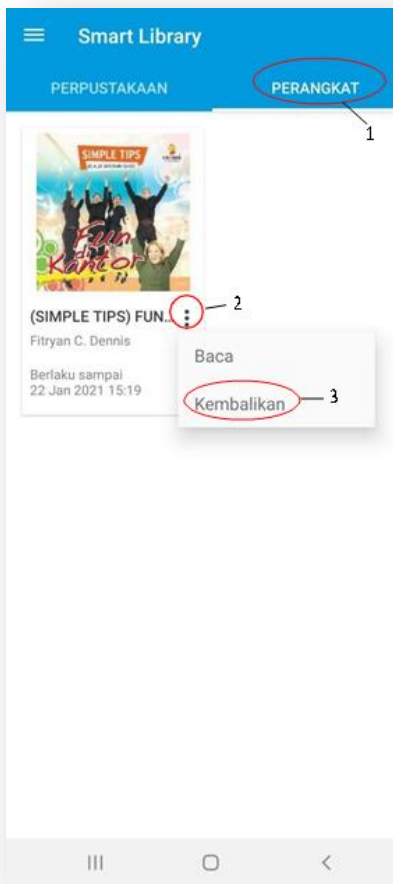 Smart Library
PERPUSTAKAAN
PERANGKAT
1
SIMPLE TIPS
Fun
di
Kantor
(SIMPLE TIPS) FUN...
2
Fitryan C. Dennis
Baca
Berlaku sampai
22 Jan 2021 15:19
Kembalikan
3